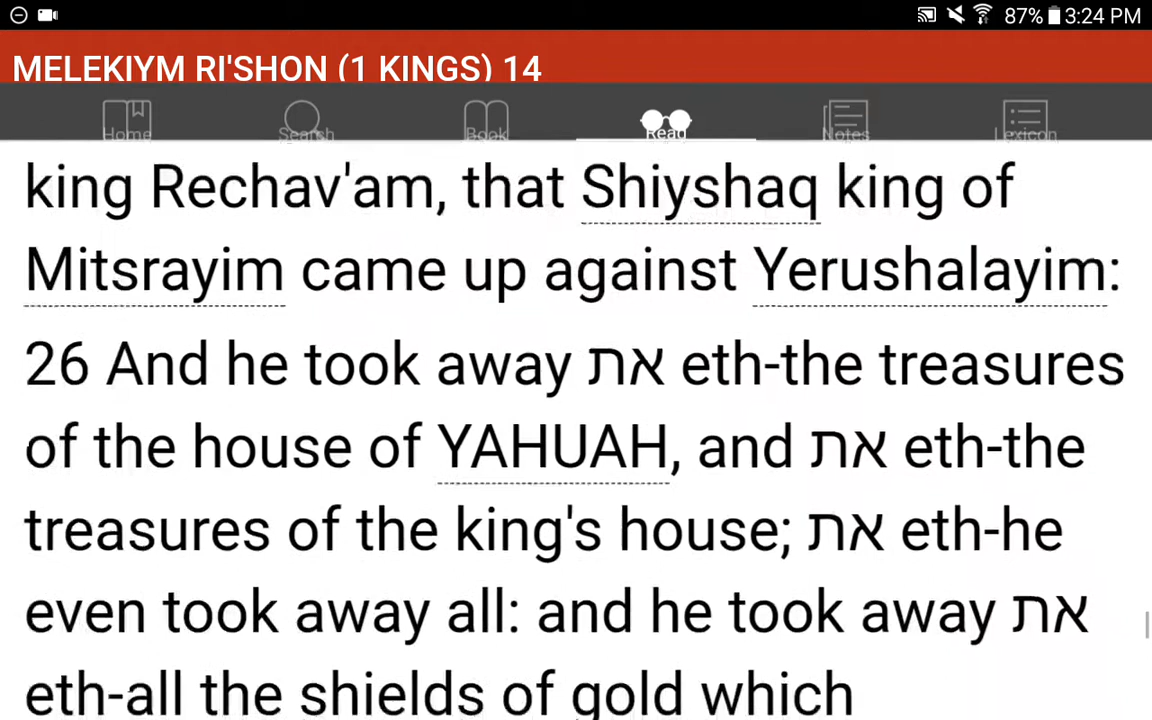 87% 3:24 PM
MELEKIYM RI'SHON (1 KINGS) 14
Home Search Book Read Notes Lexicon
king Rechav'am, that Shiyshaq king of
Mitsrayim came up against Yerushalayim:
26 And he took away את eth-the treasures
of the house of YAHUAH, and את eth-the
treasures of the king's house; את eth-he
even took away all: and he took away את
eth-all the shields of gold which